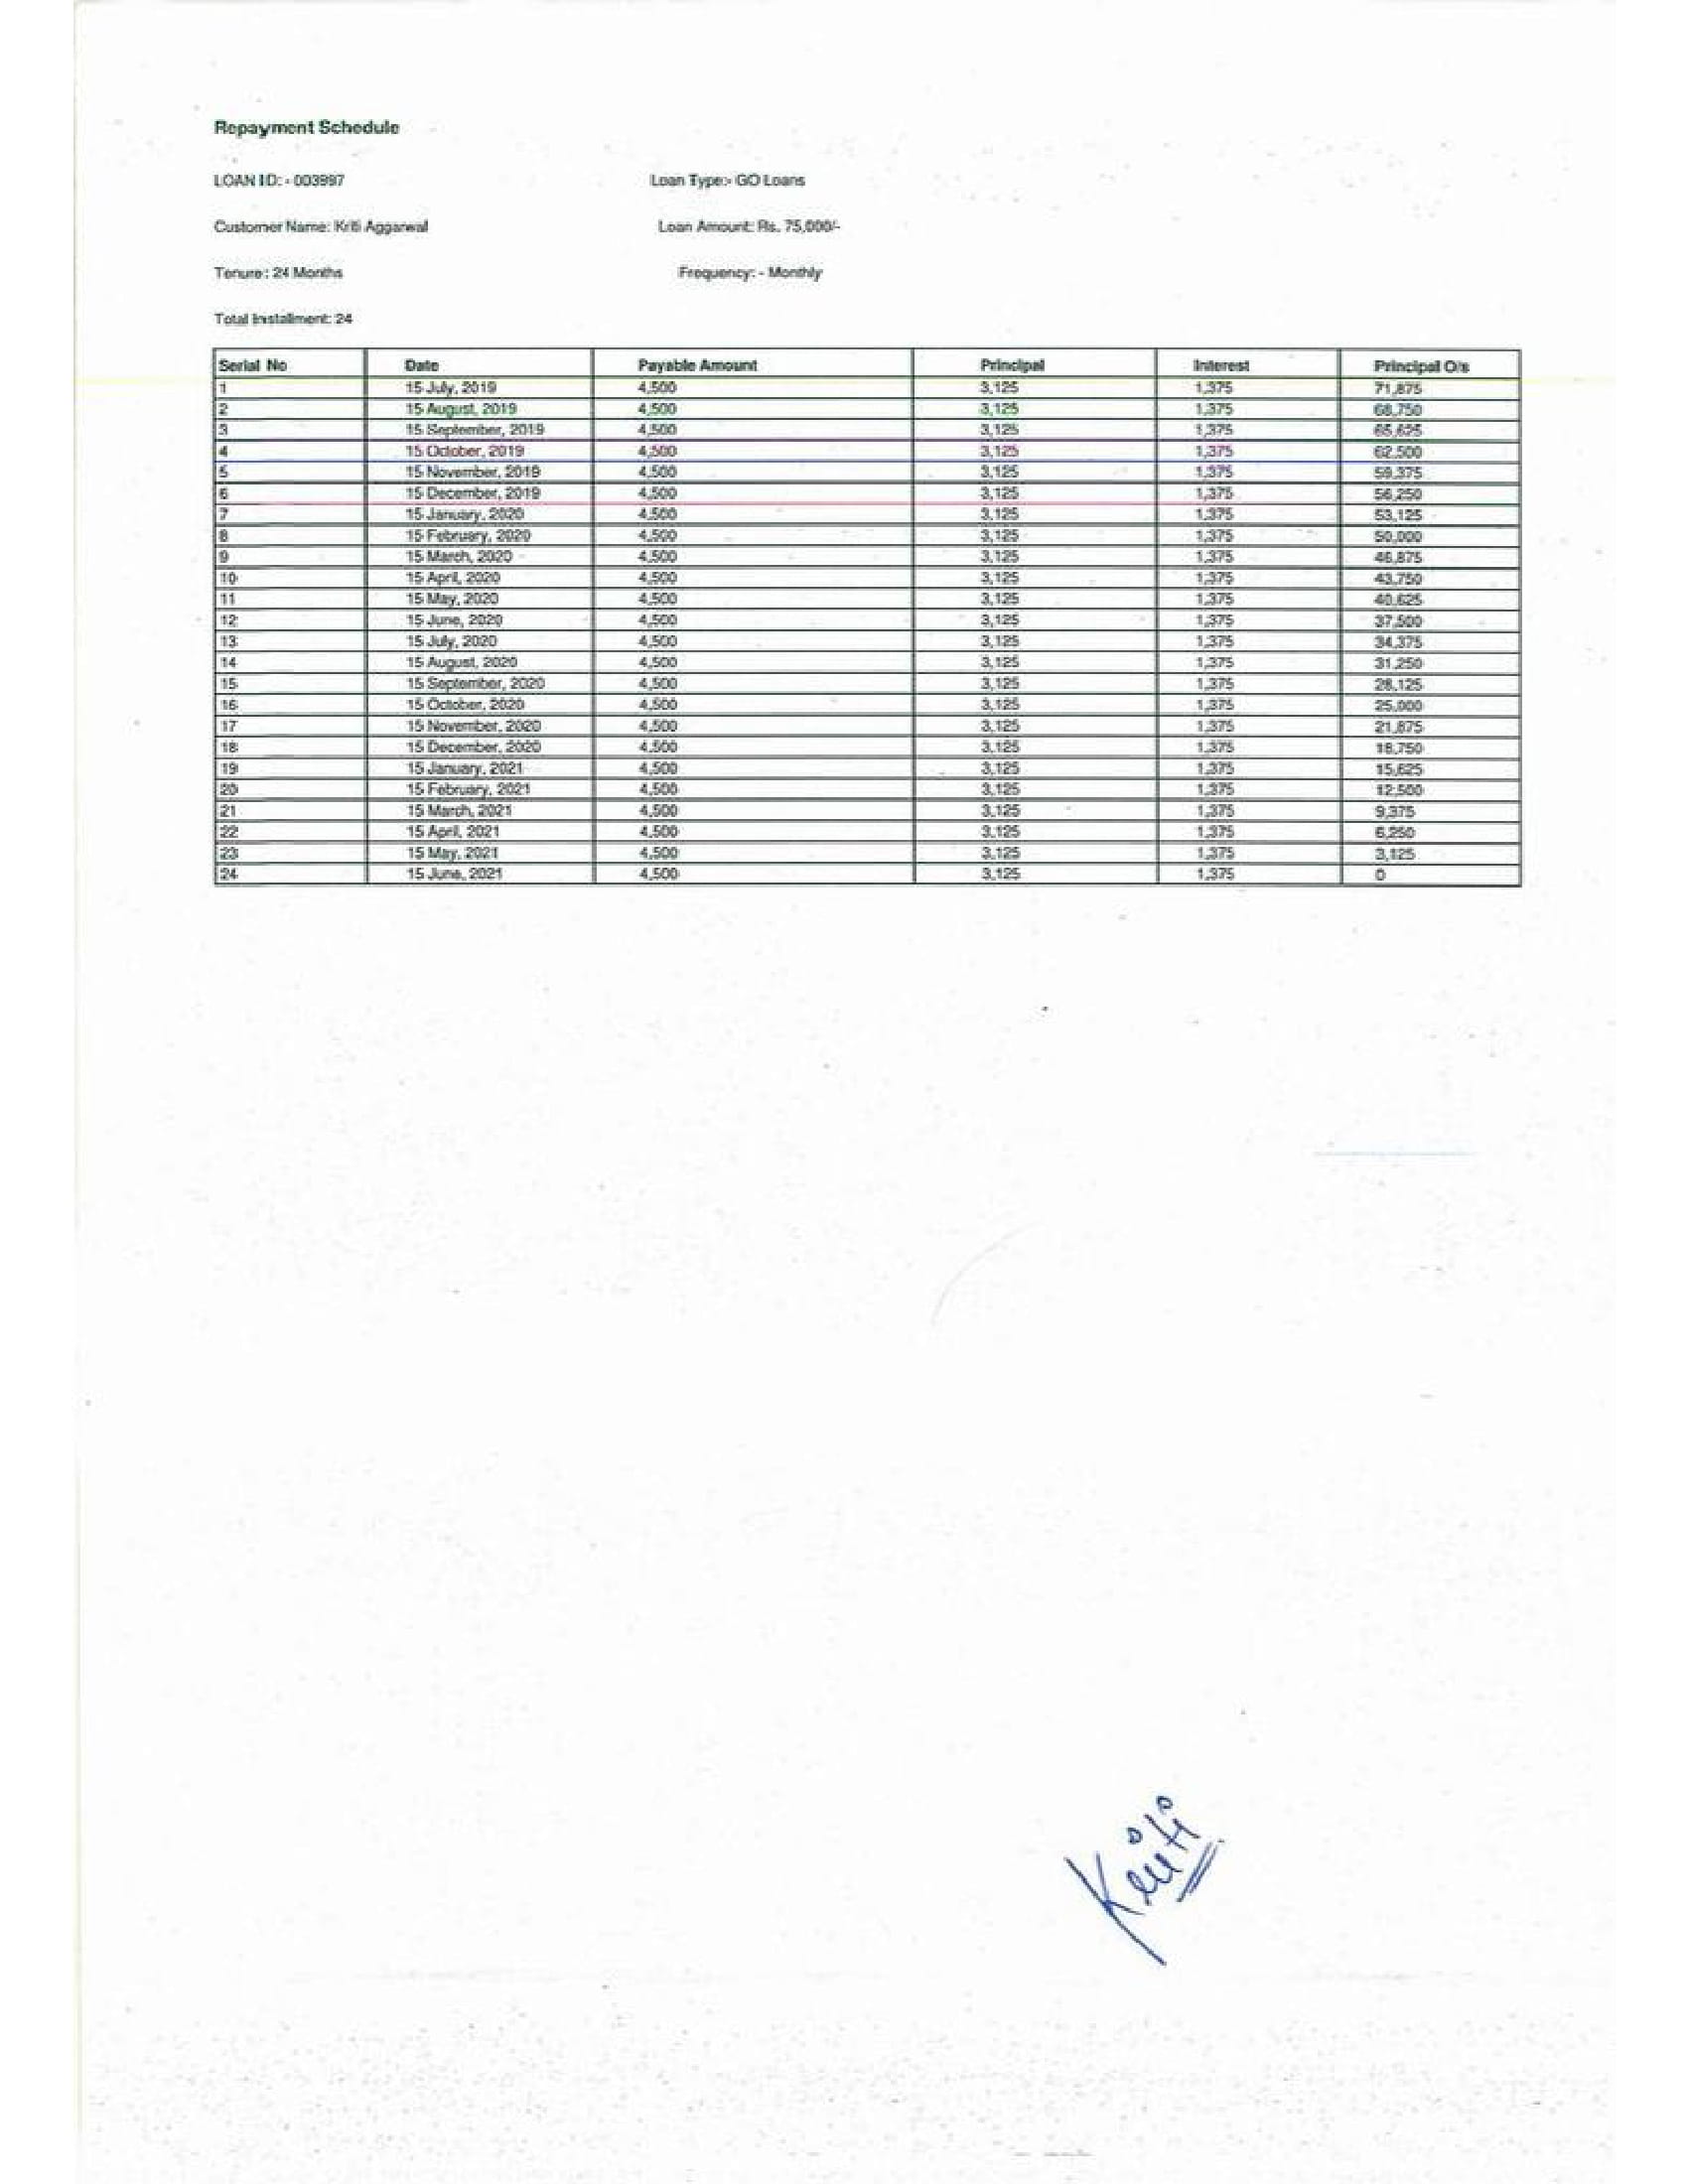 Repayment Schedule
LOAN ID: - 003997 Loan Type:- GO Loans
Customer Name: Kriti Aggarwal Loan Amount: Rs. 75,000/-
Tenure: 24 Months Frequency: - Monthly
Total Installment: 24
Serial No Date Payable Amount Principal Interest Principal O/s
1 15 July, 2019 4,500 3,125 1,375 71,875
2 15 August, 2019 4,500 3,125 1,375 68,750
3 15 September, 2019 4,500 3,125 1,375 65,625
4 15 October, 2019 4,500 3,125 1,375 62,500
5 15 November, 2019 4,500 3,125 1,375 59,375
6 15 December, 2019 4,500 3,125 1,375 56,250
7 15 January, 2020 4,500 3,125 1,375 53,125
8 15 February, 2020 4,500 3,125 1,375 50,000
9 15 March, 2020 4,500 3,125 1,375 46,875
10 15 April, 2020 4,500 3,125 1,375 43,750
11 15 May, 2020 4,500 3,125 1,375 40,625
12 15 June, 2020 4,500 3,125 1,375 37,500
13 15 July, 2020 4,500 3,125 1,375 34,375
14 15 August, 2020 4,500 3,125 1,375 31,250
15 15 September, 2020 4,500 3,125 1,375 28,125
16 15 October, 2020 4,500 3,125 1,375 25,000
17 15 November, 2020 4,500 3,125 1,375 21,875
18 15 December, 2020 4,500 3,125 1,375 18,750
19 15 January, 2021 4,500 3,125 1,375 15,625
20 15 February, 2021 4,500 3,125 1,375 12,500
21 15 March, 2021 4,500 3,125 1,375 9,375
22 15 April, 2021 4,500 3,125 1,375 6,250
23 15 May, 2021 4,500 3,125 1,375 3,125
24 15 June, 2021 4,500 3,125 1,375 0
Kriti